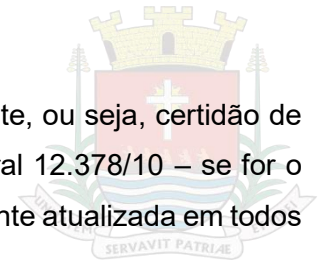 te, ou seja, certidão de
al 12.378/10 – se for o
nte atualizada em todos
SERVAVIT PATRIAE